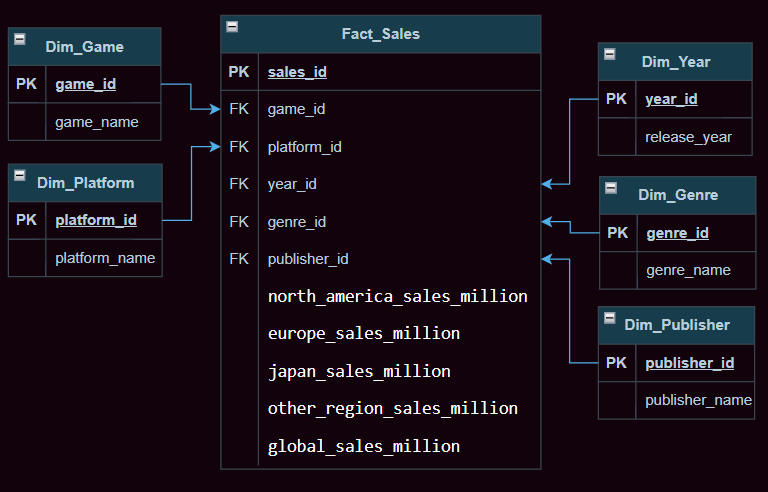 Dim_Game
PK game_id
game_name
Dim_Platform
PK platform_id
platform_name
Fact_Sales
PK sales_id
FK game_id
FK platform_id
FK year_id
FK genre_id
FK publisher_id
north_america_sales_million
europe_sales_million
japan_sales_million
other_region_sales_million
global_sales_million
Dim_Year
PK year_id
release_year
Dim_Genre
PK genre_id
genre_name
Dim_Publisher
PK publisher_id
publisher_name